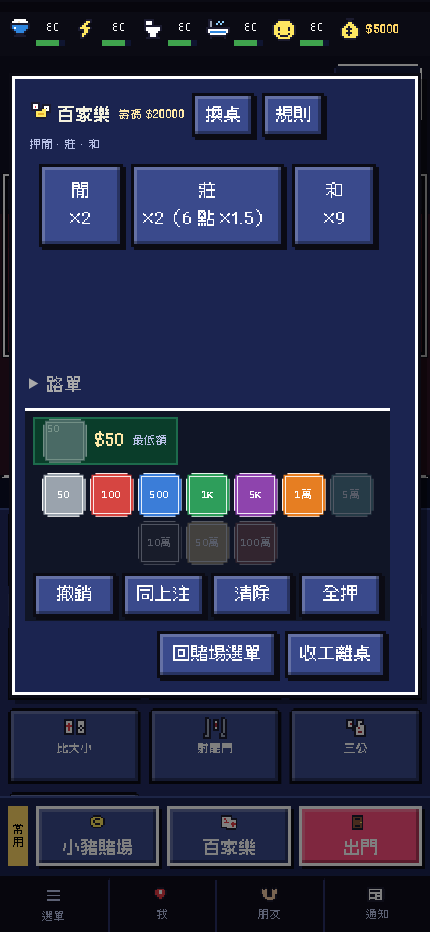 80 80 80 80 80 $5000
百家樂 籌碼 $20000 換桌 規則
押閒 · 莊 · 和
閒 莊 和
×2 ×2 (6 點 ×1.5) ×9
▶ 路單
50 $50 最低額
50 100 500 1K 5K 1萬 5萬
10萬 50萬 100萬
撤銷 同上注 清除 全押
回賭場選單 收工離桌
比大小 射龍門 三公
常用 小豬賭場 百家樂 出門
選單 我 朋友 通知